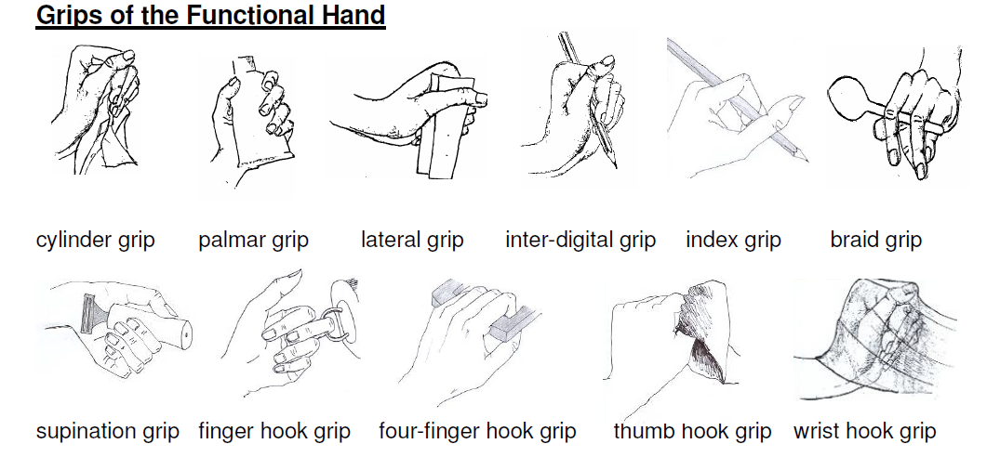 Grips of the Functional Hand
cylinder grip palmar grip lateral grip inter-digital grip index grip braid grip
supination grip finger hook grip four-finger hook grip thumb hook grip wrist hook grip